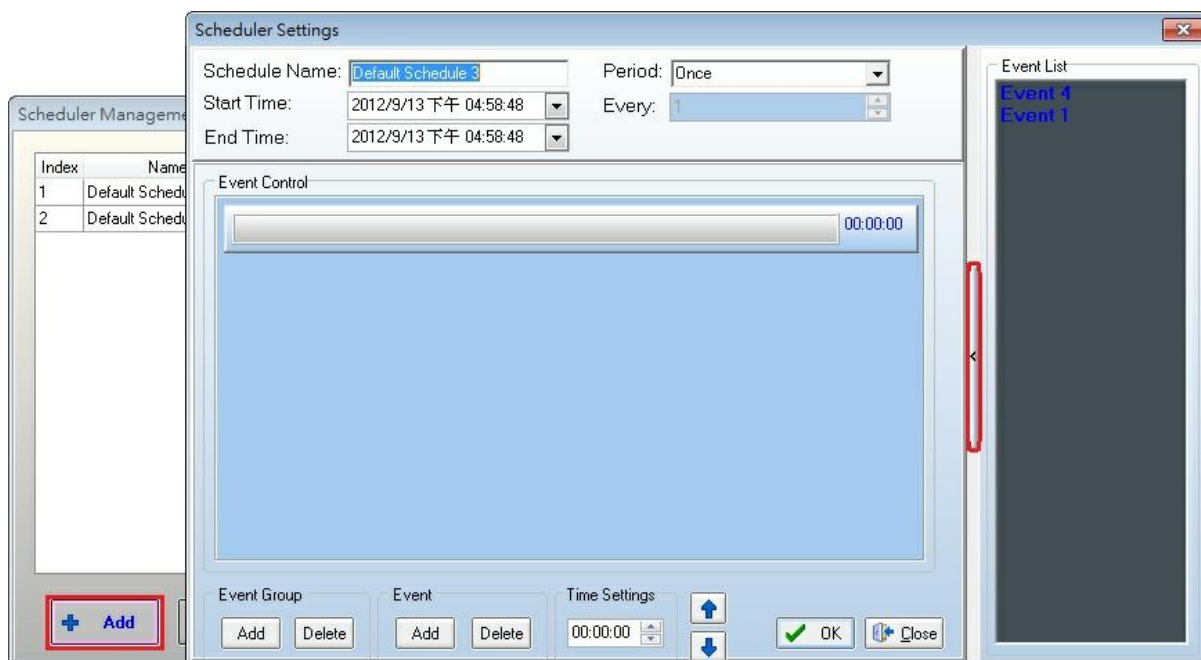 Scheduler Settings
Schedule Name: Default Schedule 3
Period: Once
Start Time: 2012/9/13 下午 04:58:48
Every: 1
End Time: 2012/9/13 下午 04:58:48
Event List
Event 4
Event 1
Scheduler Manageme
Index Name
1 Default Schedu
2 Default Schedu
Add
Event Control
00:00:00
Event Group
Add Delete
Event
Add Delete
Time Settings
00:00:00
OK Close